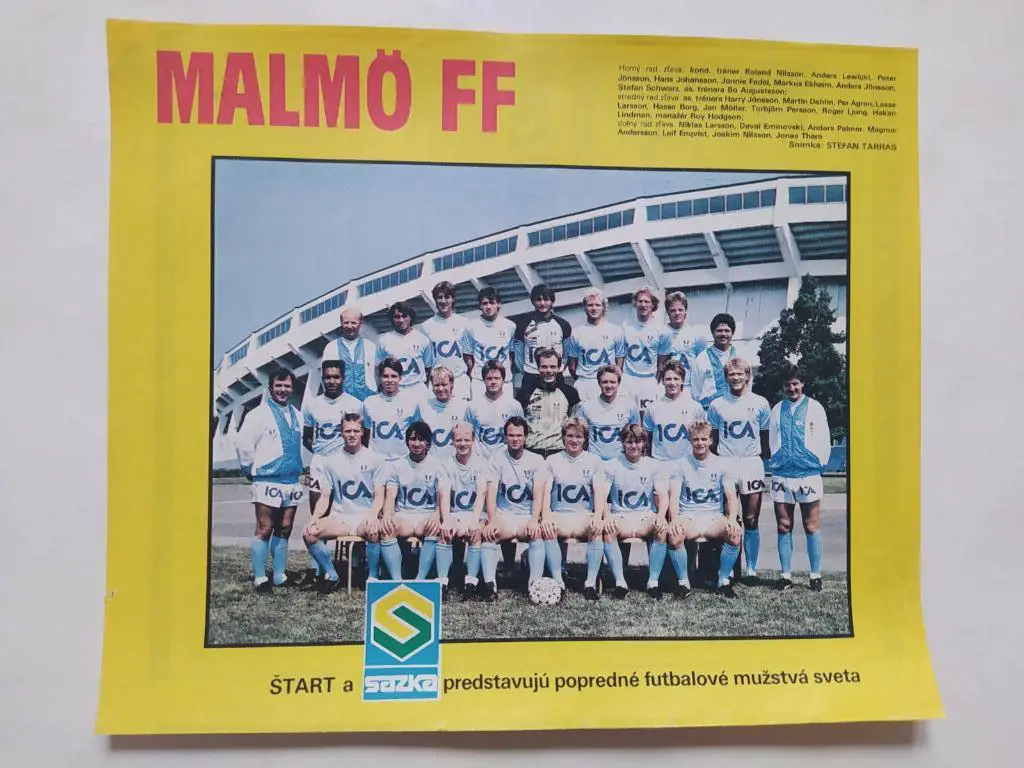 MALMÖ FF
Horný rad zľava: kond. tréner Roland Nilsson, Anders Lewicki, Peter
Jönsson, Hans Johansson, Jonnie Fedel, Markus Ekheim, Anders Jönsson,
Stefan Schwarz, as. trénera Bo Augustsson;
stredný rad zľava: as. trénera Harry Jönsson, Martin Dahlin, Per Agren, Lasse
Larsson, Hasse Borg, Jan Möller, Torbjörn Persson, Roger Ljung, Hakan
Lindman, manažér Roy Hodgson;
dolný rad zľava: Niklas Larsson, Deval Eminovski, Anders Palmer, Magnus
Andersson, Leif Enqvist, Joakim Nilsson, Jonas Thern
Snímka: STEFAN TARRAS
ICA ICA ICA ICA ICA
ICA ICA ICA ICA ICA ICA
ICA ICA ICA ICA ICA ICA ICA
ŠTART a sazka predstavujú popredné futbalové mužstvá sveta